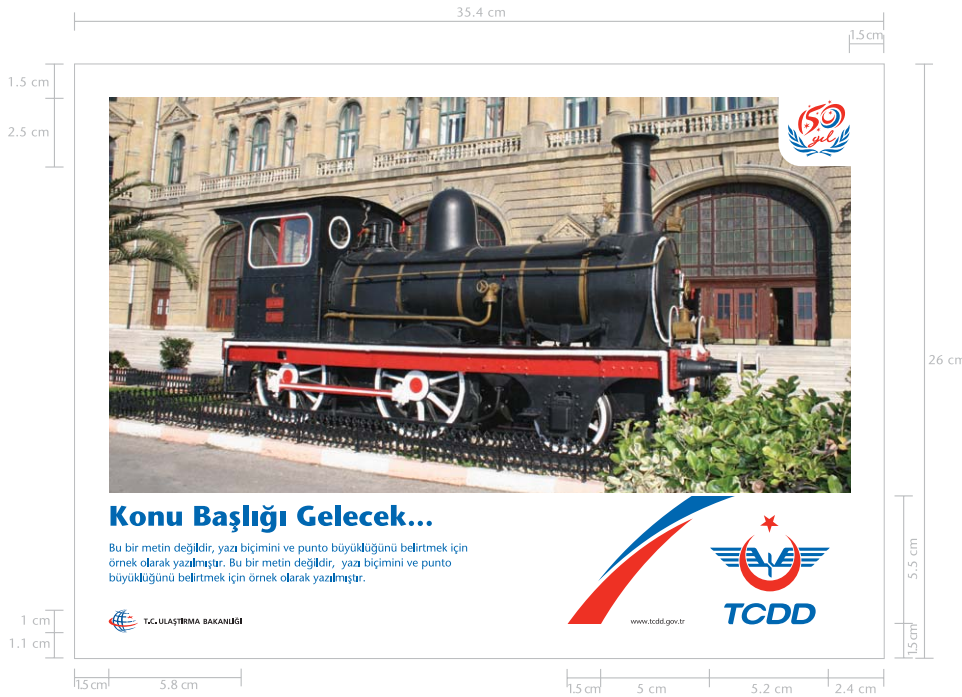 35.4 cm
1.5 cm
1.5 cm
2.5 cm
150
yıl
26 cm
Konu Başlığı Gelecek...
Bu bir metin değildir, yazı biçimini ve punto büyüklüğünü belirtmek için
örnek olarak yazılmıştır. Bu bir metin değildir, yazı biçimini ve punto
büyüklüğünü belirtmek için örnek olarak yazılmıştır.
5.5 cm
TCDD
1 cm
T.C. ULAŞTIRMA BAKANLIĞI
www.tcdd.gov.tr
1.1 cm
1.5 cm
1.5 cm
5.8 cm
1.5 cm
5 cm
5.2 cm
2.4 cm